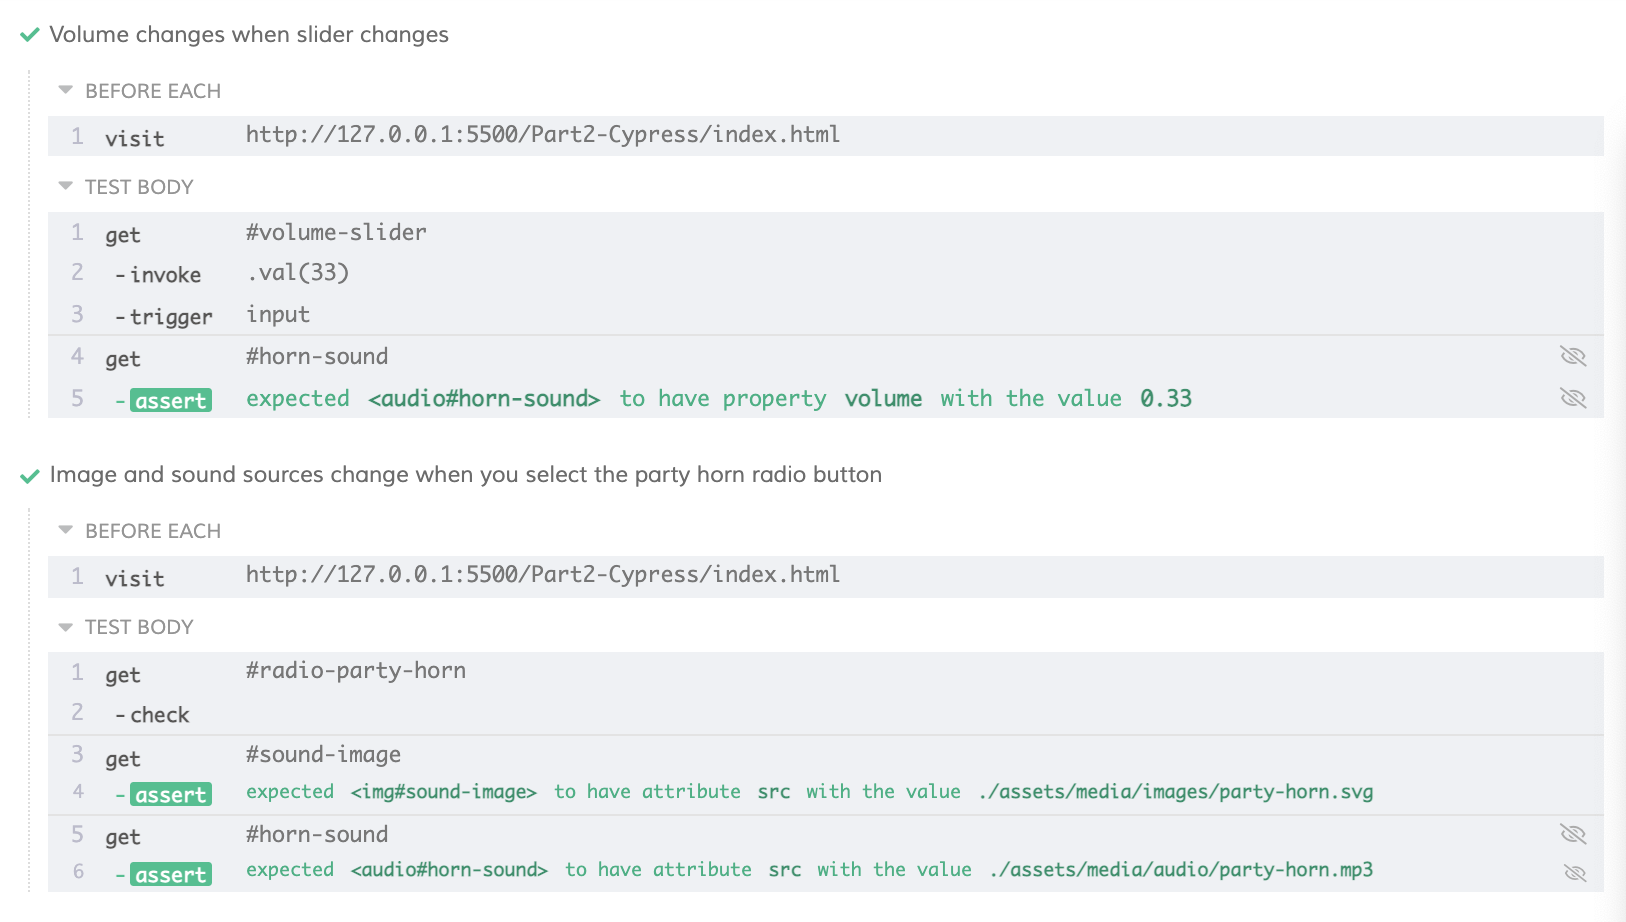 Volume changes when slider changes
BEFORE EACH
1 visit http://127.0.0.1:5500/Part2-Cypress/index.html
TEST BODY
1 get #volume-slider
2 -invoke .val(33)
3 -trigger input
4 get #horn-sound
5 -assert expected <audio#horn-sound> to have property volume with the value 0.33
Image and sound sources change when you select the party horn radio button
BEFORE EACH
1 visit http://127.0.0.1:5500/Part2-Cypress/index.html
TEST BODY
1 get #radio-party-horn
2 -check
3 get #sound-image
4 -assert expected <img#sound-image> to have attribute src with the value ./assets/media/images/party-horn.svg
5 get #horn-sound
6 -assert expected <audio#horn-sound> to have attribute src with the value ./assets/media/audio/party-horn.mp3